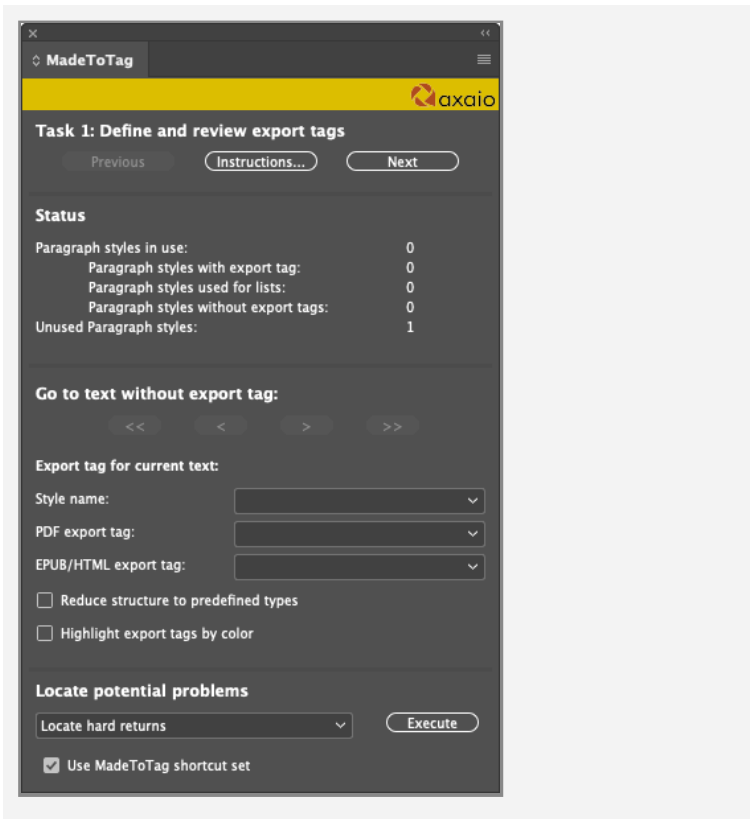 MadeToTag
axaio
Task 1: Define and review export tags
Previous Instructions... Next
Status
Paragraph styles in use: 0
Paragraph styles with export tag: 0
Paragraph styles used for lists: 0
Paragraph styles without export tags: 0
Unused Paragraph styles: 1
Go to text without export tag:
<< < > >>
Export tag for current text:
Style name:
PDF export tag:
EPUB/HTML export tag:
Reduce structure to predefined types
Highlight export tags by color
Locate potential problems
Locate hard returns Execute
Use MadeToTag shortcut set